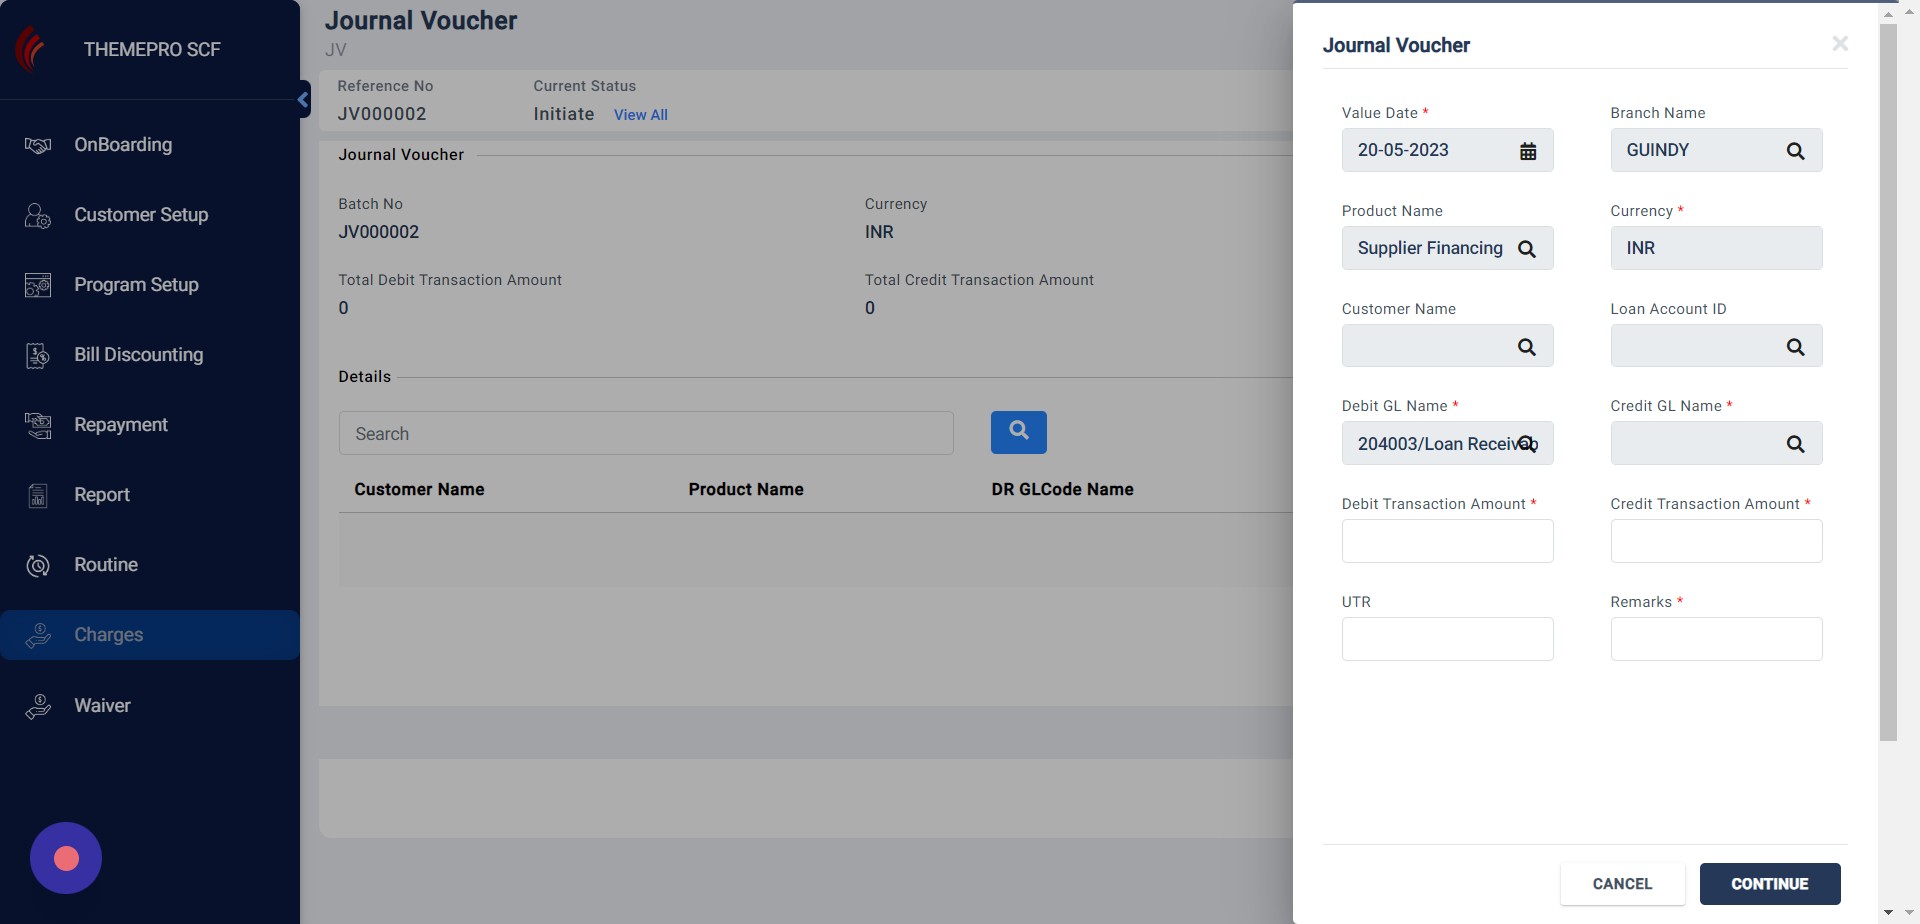 THEMEPRO SCF
OnBoarding
Customer Setup
Program Setup
Bill Discounting
Repayment
Report
Routine
Charges
Waiver
Journal Voucher
JV
Reference No
Current Status
JV000002
Initiate View All
Journal Voucher
Batch No
Currency
JV000002
INR
Total Debit Transaction Amount
Total Credit Transaction Amount
0
0
Details
Search
Customer Name
Product Name
DR GLCode Name
Journal Voucher
Value Date *
Branch Name
20-05-2023
GUINDY
Product Name
Currency *
Supplier Financing
INR
Customer Name
Loan Account ID
Debit GL Name *
Credit GL Name *
204003/Loan Receivab
Debit Transaction Amount *
Credit Transaction Amount *
UTR
Remarks *
CANCEL
CONTINUE